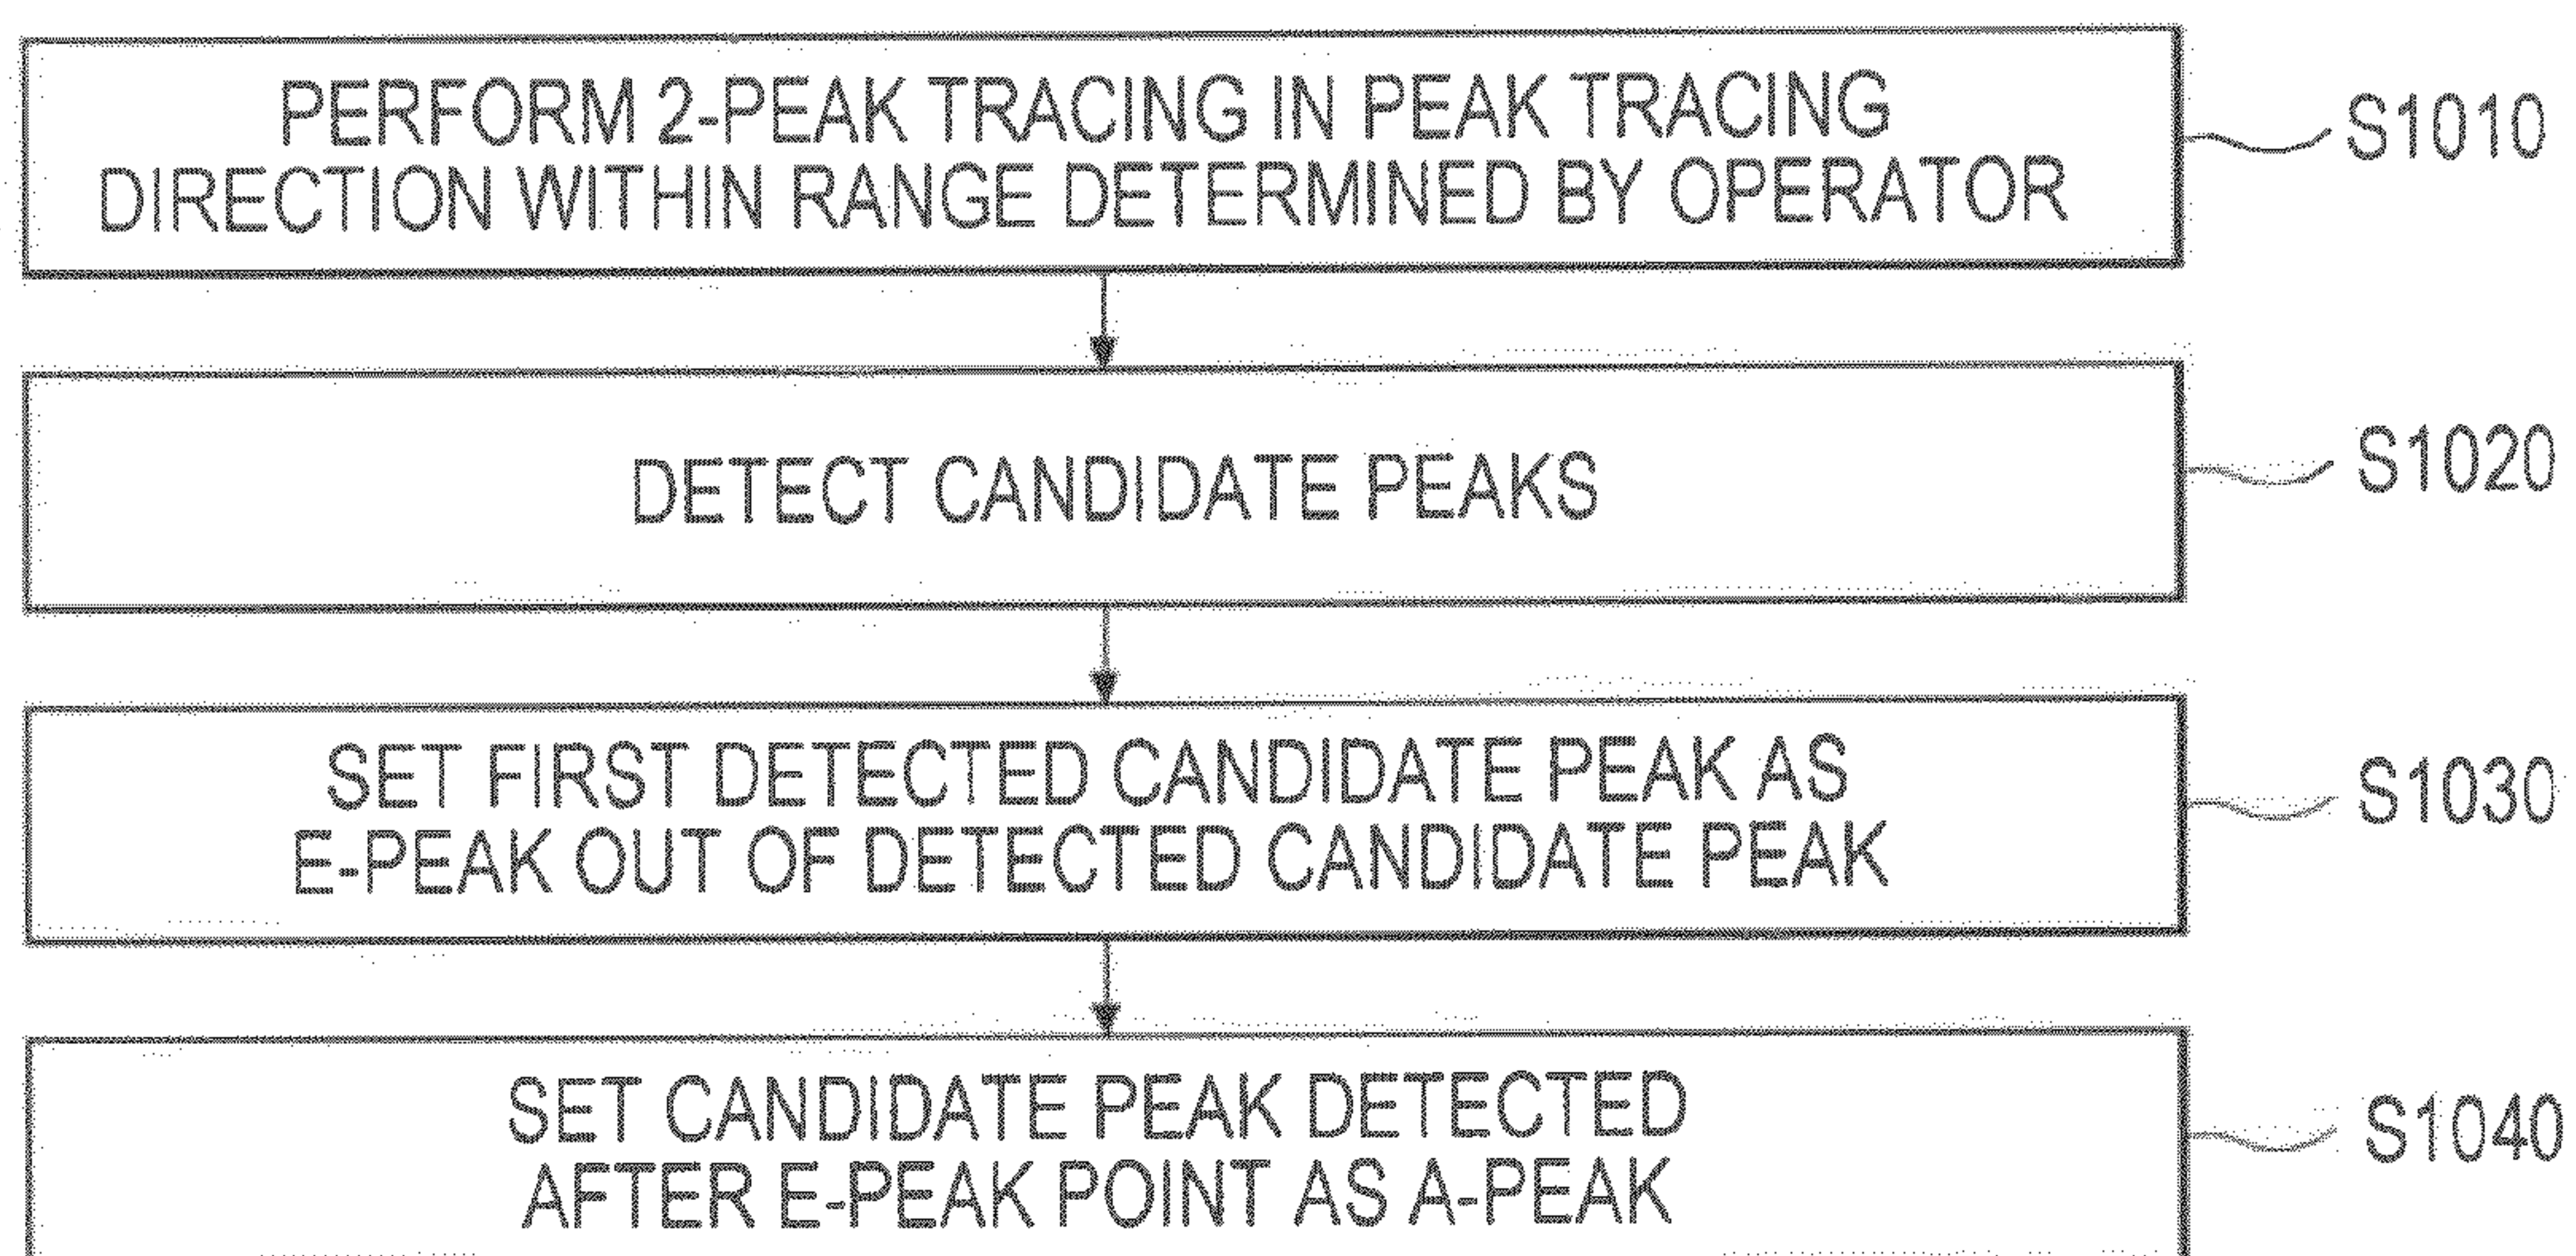 PERFORM 2-PEAK TRACING IN PEAK TRACING
DIRECTION WITHIN RANGE DETERMINED BY OPERATOR
S1010
DETECT CANDIDATE PEAKS
S1020
SET FIRST DETECTED CANDIDATE PEAK AS
E-PEAK OUT OF DETECTED CANDIDATE PEAK
S1030
SET CANDIDATE PEAK DETECTED
AFTER E-PEAK POINT AS A-PEAK
S1040